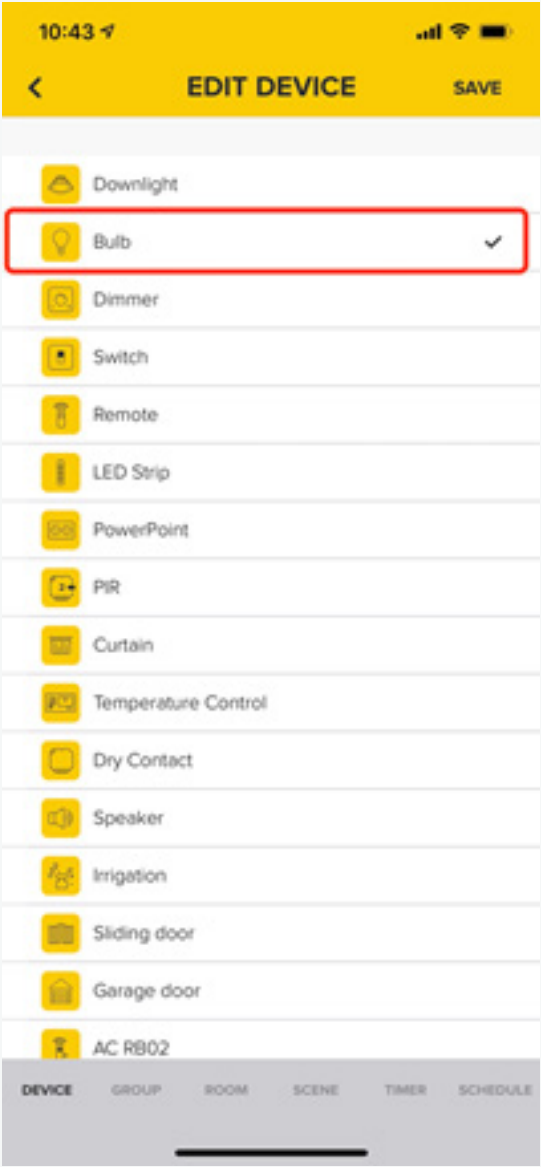 10:43
EDIT DEVICE
SAVE
Downlight
Bulb
Dimmer
Switch
Remote
LED Strip
PowerPoint
PIR
Curtain
Temperature Control
Dry Contact
Speaker
Irrigation
Sliding door
Garage door
AC RB02
DEVICE GROUP ROOM SCENE TIMER SCHEDULE